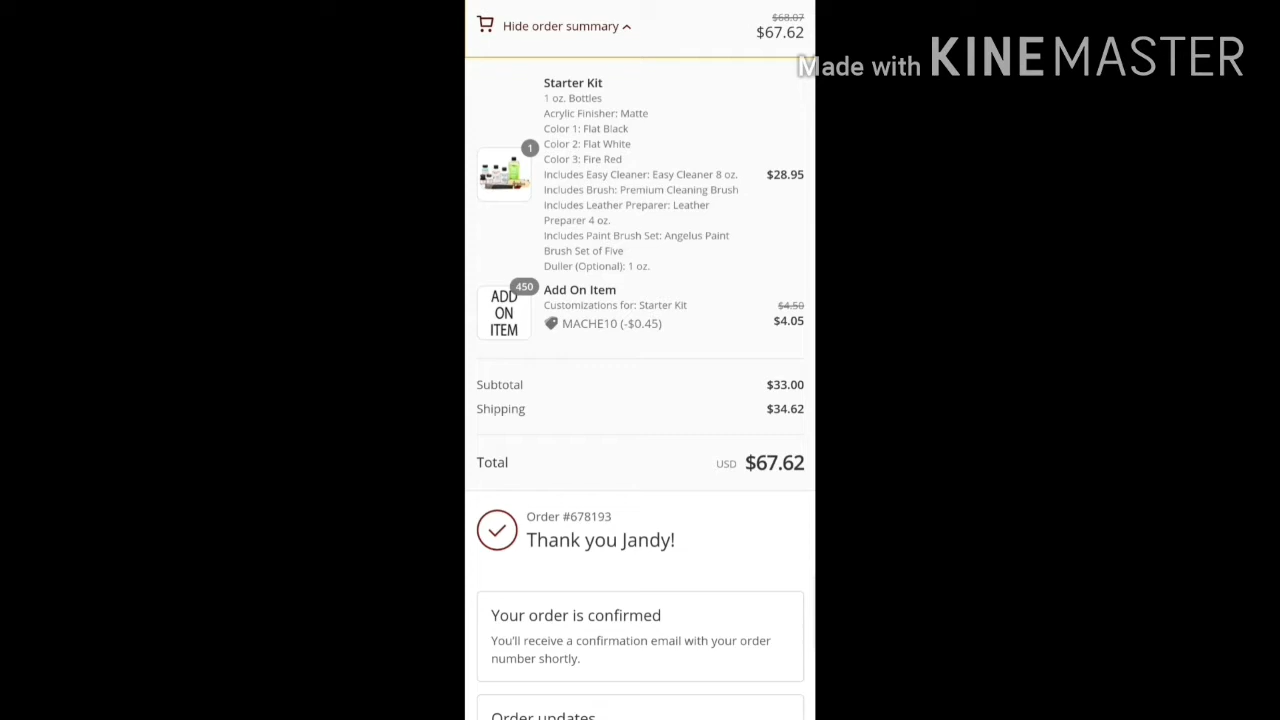 Hide order summary
$68.07
$67.62
Made with KINEMASTER
Starter Kit
1 oz. Bottles
Acrylic Finisher: Matte
Color 1: Flat Black
Color 2: Flat White
Color 3: Fire Red
1
Includes Easy Cleaner: Easy Cleaner 8 oz.
$28.95
Includes Brush: Premium Cleaning Brush
Includes Leather Preparer: Leather
Preparer 4 oz.
Includes Paint Brush Set: Angelus Paint
Brush Set of Five
Duller (Optional): 1 oz.
450
ADD
ON
ITEM
Add On Item
Customizations for: Starter Kit
$4.50
MACHE10 (-$0.45)
$4.05
Subtotal $33.00
Shipping $34.62
Total USD $67.62
Order #678193
Thank you Jandy!
Your order is confirmed
You'll receive a confirmation email with your order
number shortly.
Order updates